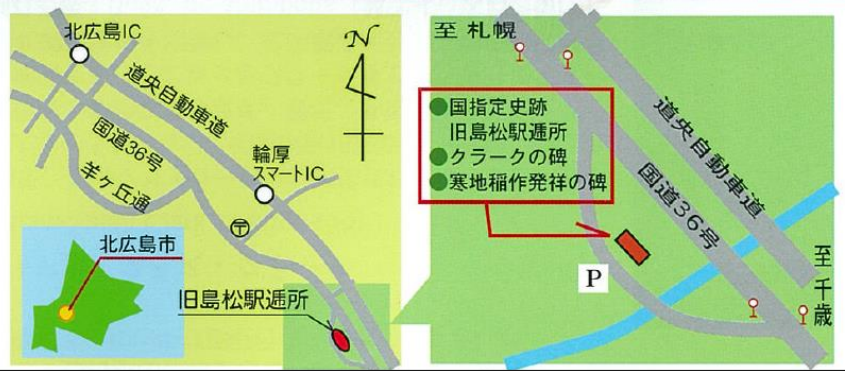 北広島IC
道央自動車道
国道36号
羊ヶ丘通
輪厚
スマートIC
N
〒
北広島市
旧島松駅逓所
至 札幌
●国指定史跡
旧島松駅逓所
●クラークの碑
●寒地稲作発祥の碑
道央自動車道
国道36号
P
至千歳